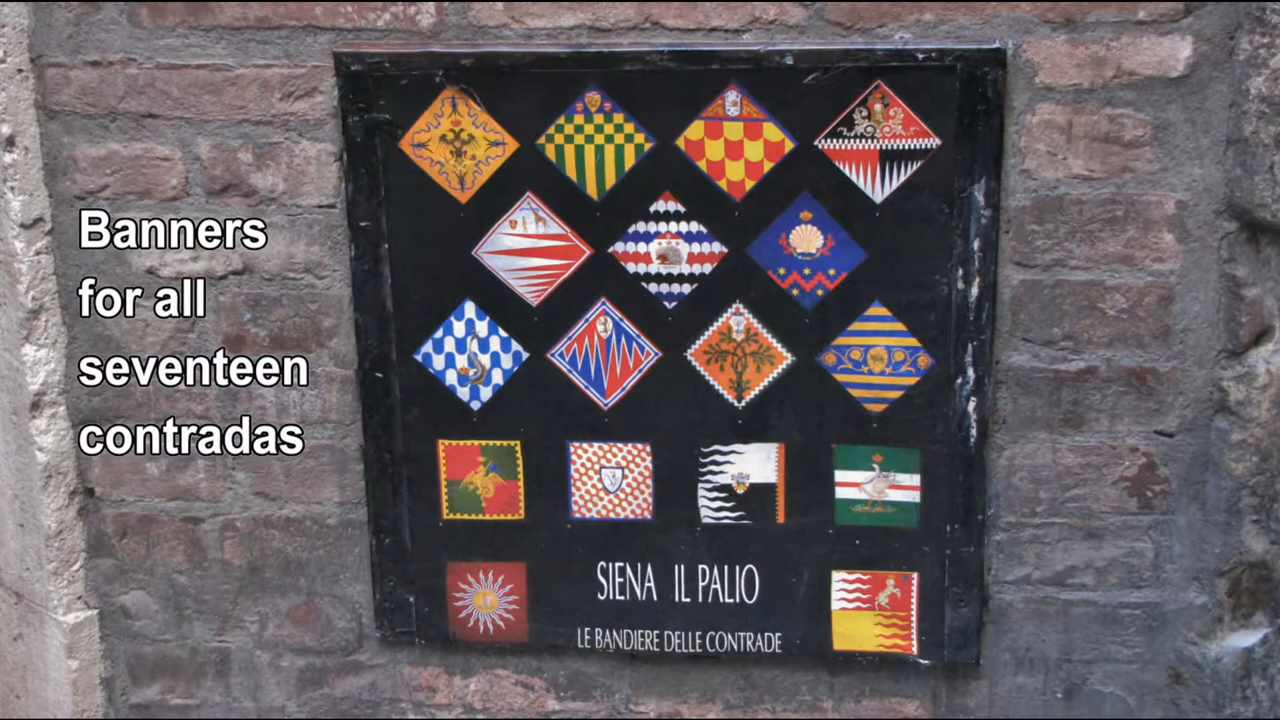 Banners
for all
seventeen
contradas
SIENA IL PALIO
LE BANDIERE DELLE CONTRADE